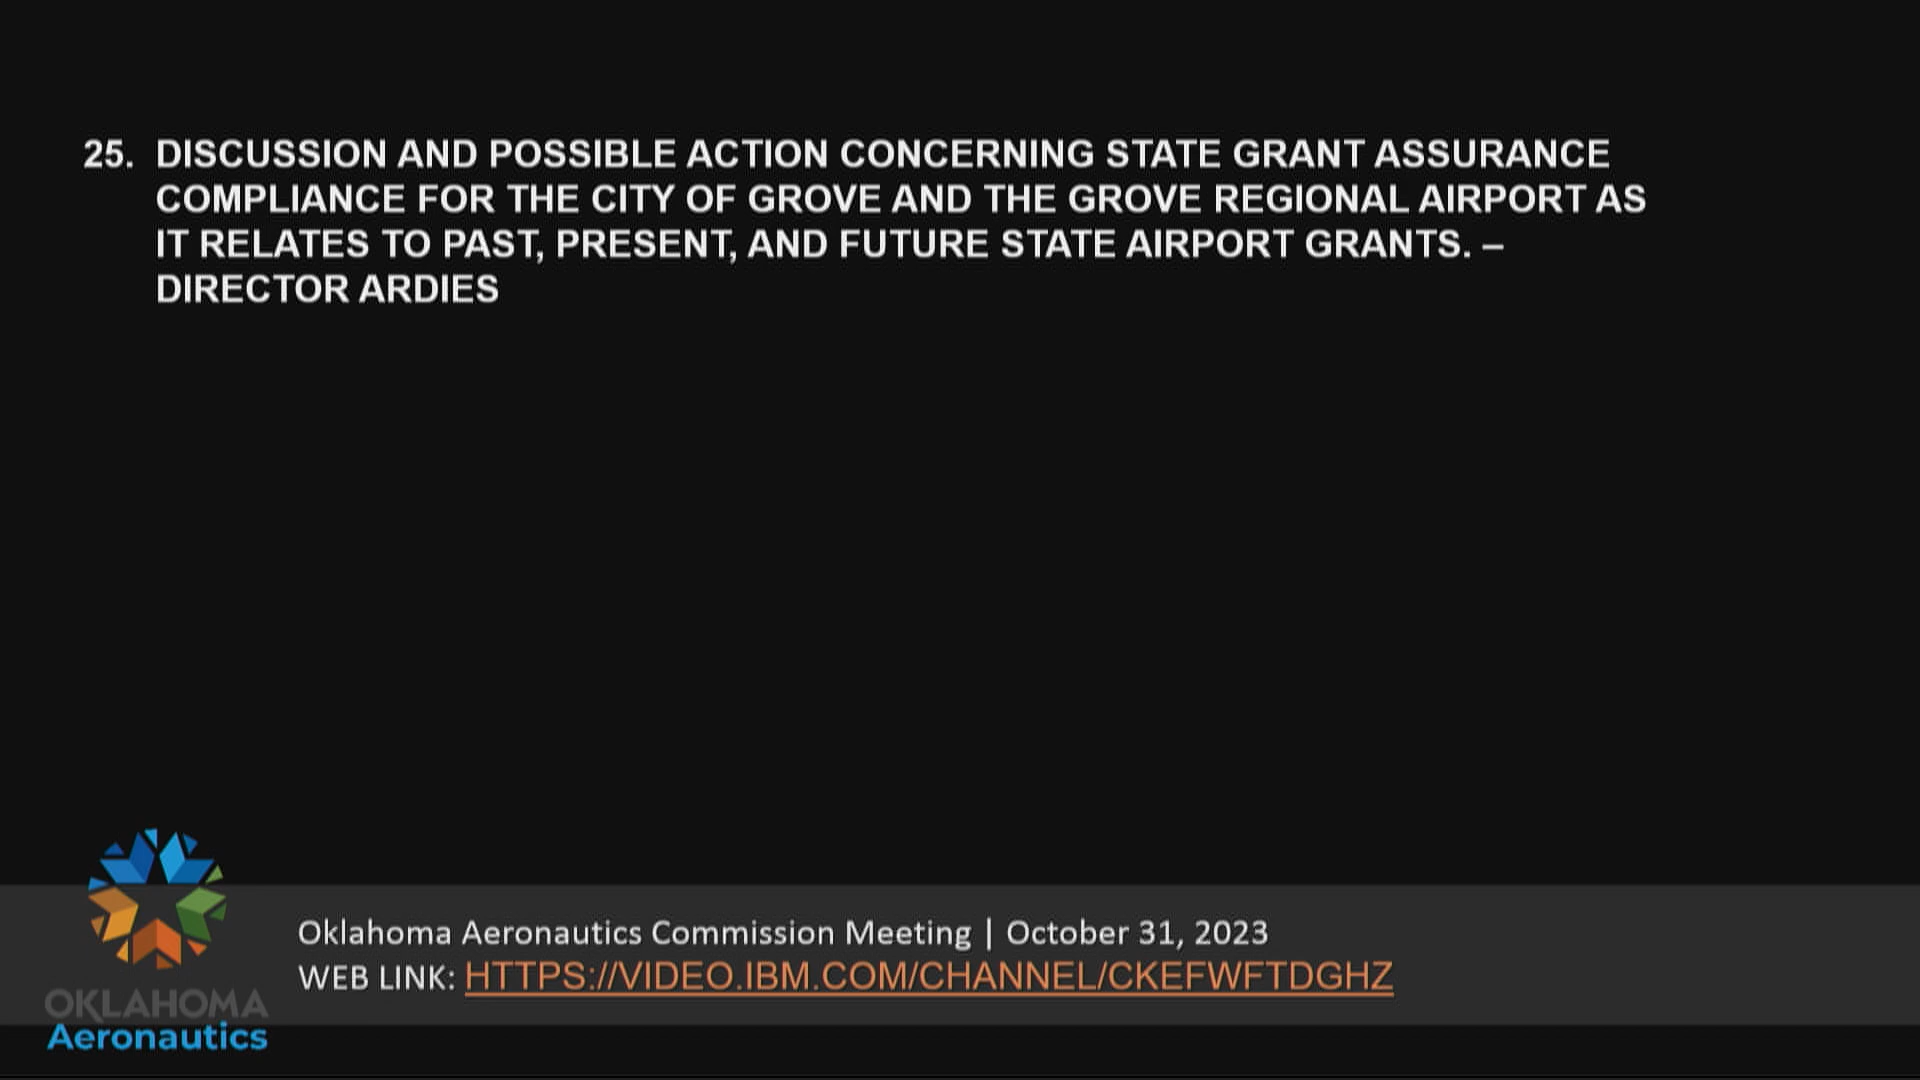 25. DISCUSSION AND POSSIBLE ACTION CONCERNING STATE GRANT ASSURANCE
COMPLIANCE FOR THE CITY OF GROVE AND THE GROVE REGIONAL AIRPORT AS
IT RELATES TO PAST, PRESENT, AND FUTURE STATE AIRPORT GRANTS. –
DIRECTOR ARDIES
Oklahoma Aeronautics Commission Meeting | October 31, 2023
WEB LINK: HTTPS://VIDEO.IBM.COM/CHANNEL/CKEFWFTDGHZ
OKLAHOMA
Aeronautics